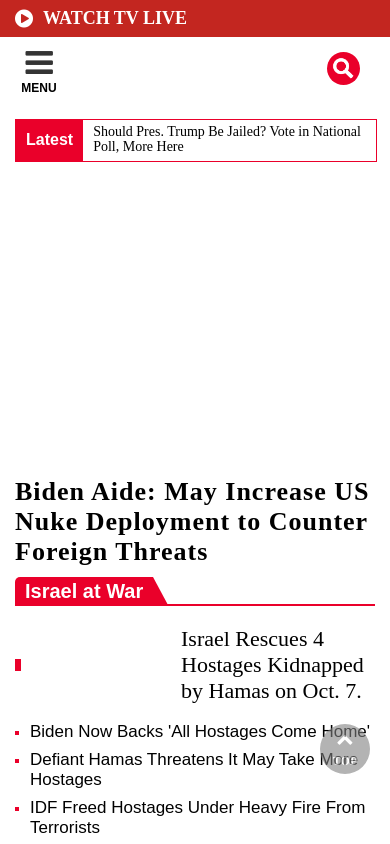 WATCH TV LIVE
MENU
Latest
Should Pres. Trump Be Jailed? Vote in National
Poll, More Here
Biden Aide: May Increase US
Nuke Deployment to Counter
Foreign Threats
Israel at War
Israel Rescues 4
Hostages Kidnapped
by Hamas on Oct. 7.
Biden Now Backs 'All Hostages Come Home'
Defiant Hamas Threatens It May Take More
Hostages
IDF Freed Hostages Under Heavy Fire From
Terrorists